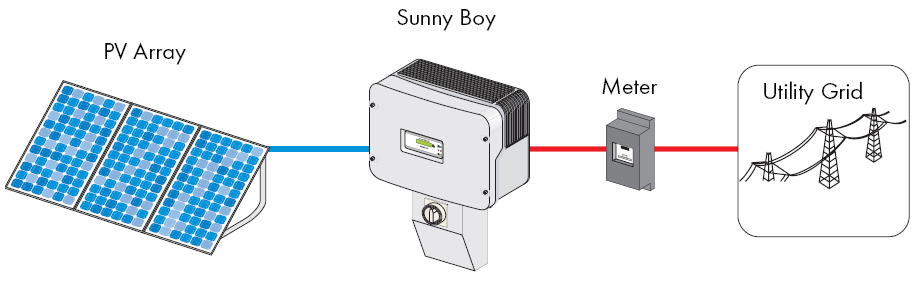 Sunny Boy
PV Array
Meter
Utility Grid